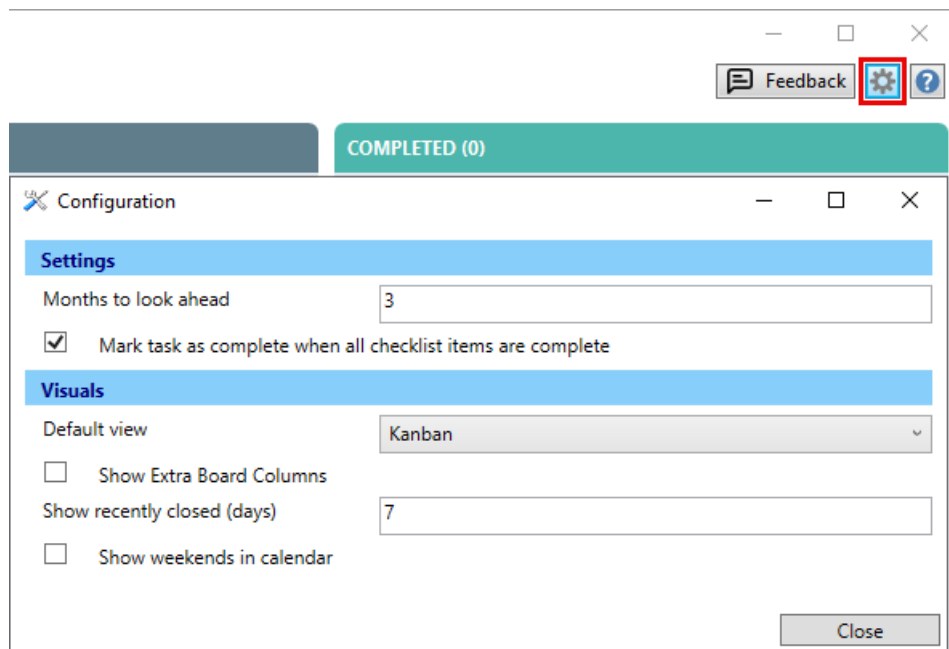 Feedback
COMPLETED (0)
Configuration
Settings
Months to look ahead 3
Mark task as complete when all checklist items are complete
Visuals
Default view Kanban
Show Extra Board Columns
Show recently closed (days) 7
Show weekends in calendar
Close